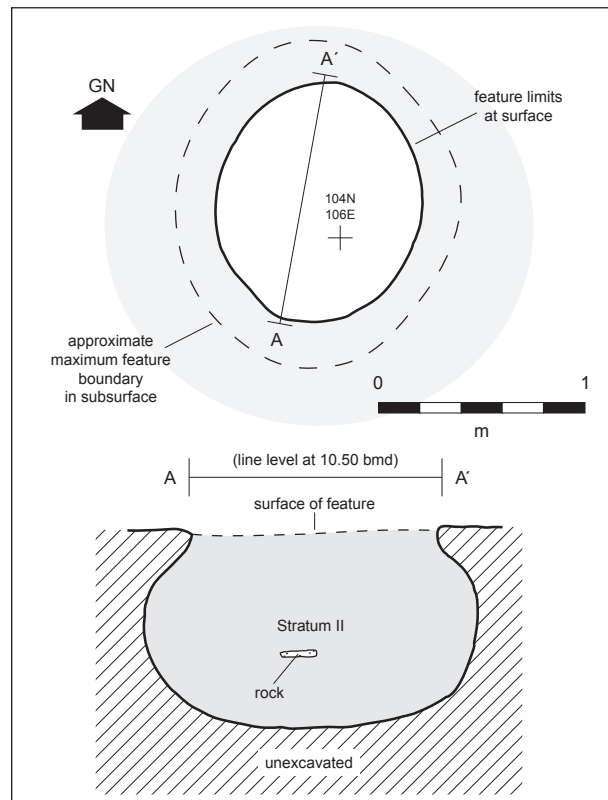 GN
A´
feature limits
at surface
104N
106E
A
approximate
maximum feature
boundary
in subsurface
0 1
m
A (line level at 10.50 bmd) A´
surface of feature
Stratum II
rock
unexcavated